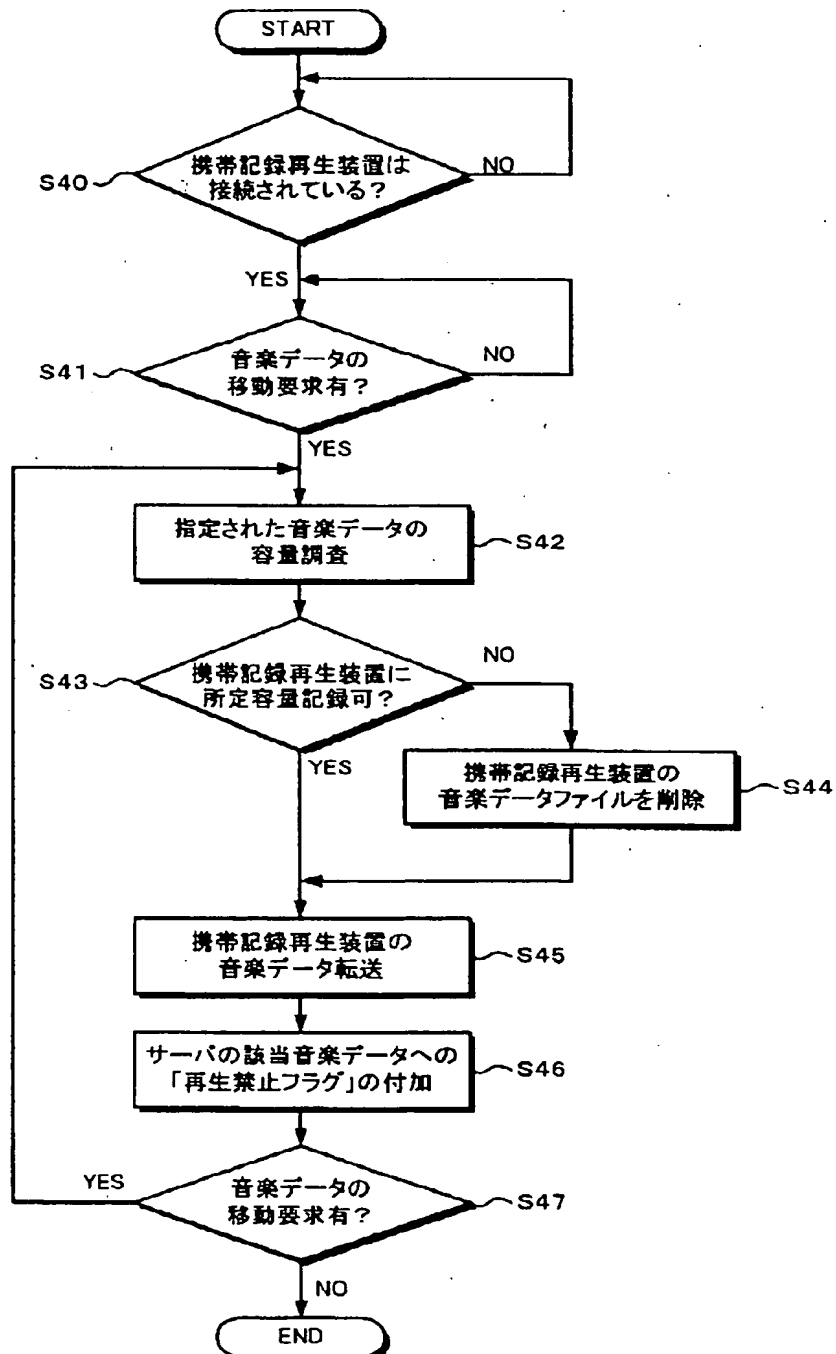 START
携帯記録再生装置は
接続されている?
NO
S40
YES
音楽データの
移動要求有?
NO
S41
YES
指定された音楽データの
容量調査
S42
携帯記録再生装置に
所定容量記録可?
NO
S43
YES
携帯記録再生装置の
音楽データファイルを削除
S44
携帯記録再生装置の
音楽データ転送
S45
サーバの該当音楽データへの
「再生禁止フラグ」の付加
S46
YES
音楽データの
移動要求有?
S47
NO
END